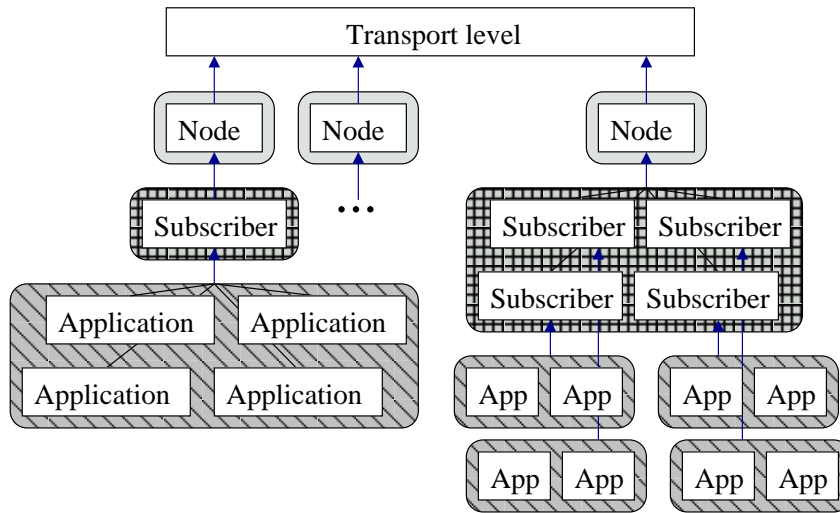 Transport level
Node Node Node
Subscriber ... Subscriber Subscriber
Subscriber Subscriber
Application Application
Application Application
App App App App
App App App App